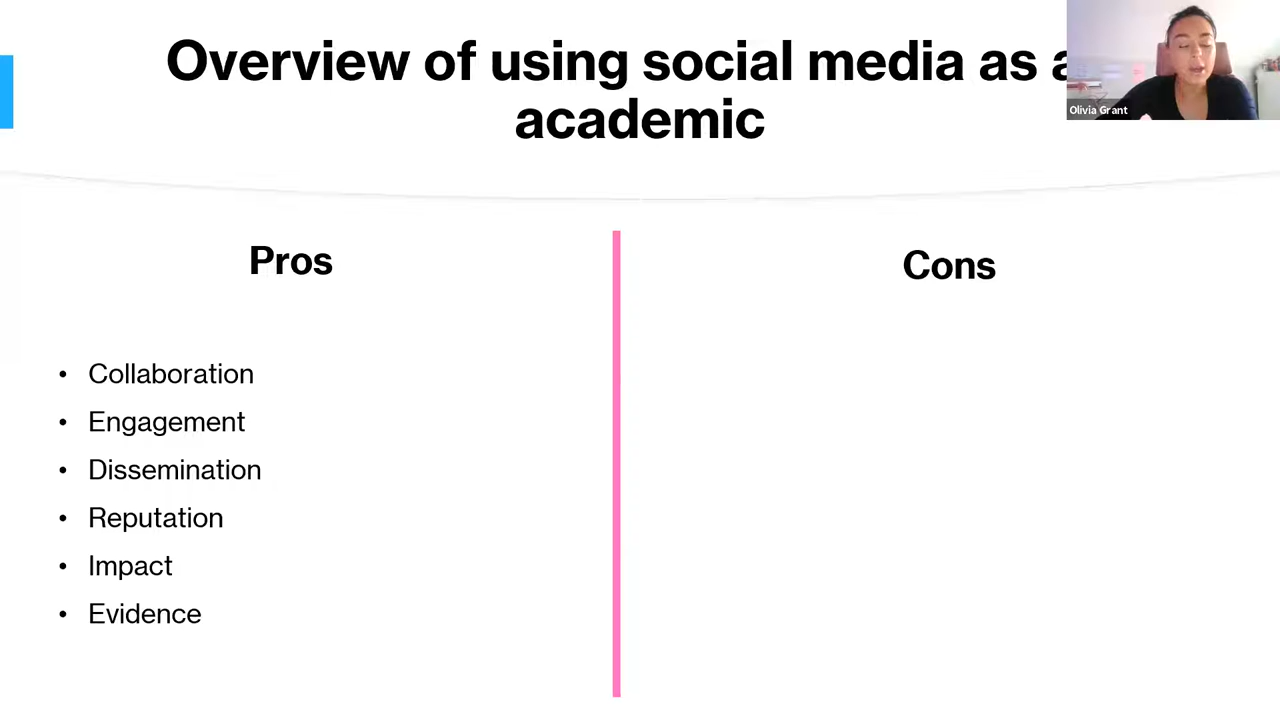 Overview of using social media as a
academic
Olivia Grant
Pros
Cons
• Collaboration
• Engagement
• Dissemination
• Reputation
• Impact
• Evidence